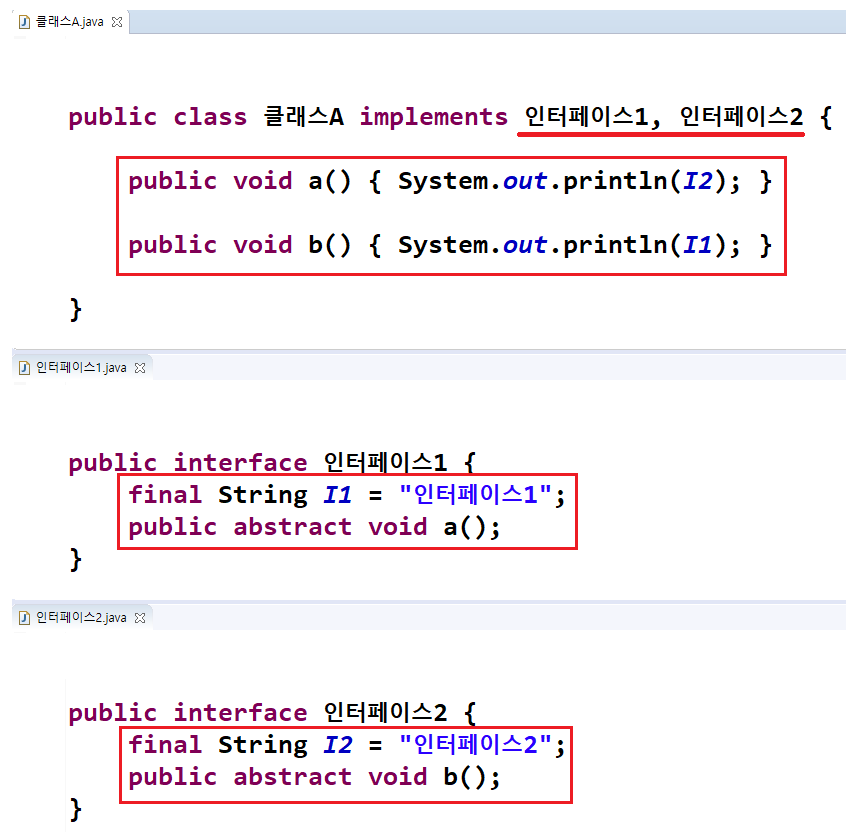 클래스A.java
public class 클래스A implements 인터페이스1, 인터페이스2 {
public void a() { System.out.println(I2); }
public void b() { System.out.println(I1); }
}
인터페이스1.java
public interface 인터페이스1 {
final String I1 = "인터페이스1";
public abstract void a();
}
인터페이스2.java
public interface 인터페이스2 {
final String I2 = "인터페이스2";
public abstract void b();
}